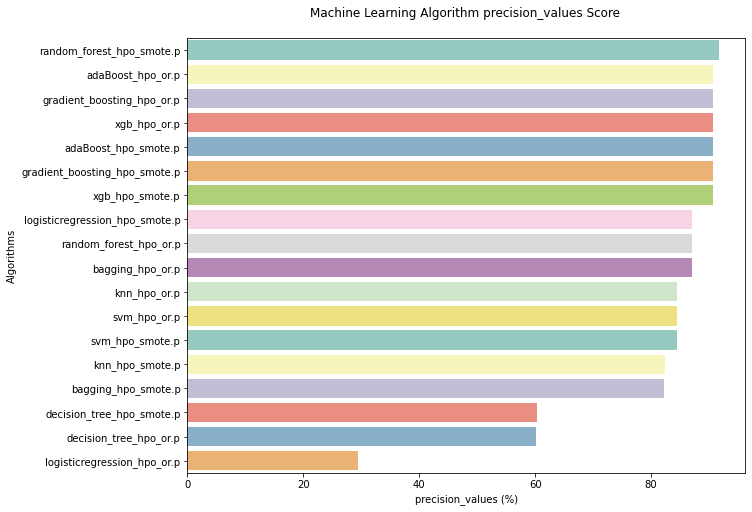 Machine Learning Algorithm precision_values Score
random_forest_hpo_smote.p
adaBoost_hpo_or.p
gradient_boosting_hpo_or.p
xgb_hpo_or.p
adaBoost_hpo_smote.p
gradient_boosting_hpo_smote.p
xgb_hpo_smote.p
logisticregression_hpo_smote.p
random_forest_hpo_or.p
bagging_hpo_or.p
knn_hpo_or.p
svm_hpo_or.p
svm_hpo_smote.p
knn_hpo_smote.p
bagging_hpo_smote.p
decision_tree_hpo_smote.p
decision_tree_hpo_or.p
logisticregression_hpo_or.p
Algorithms
0 20 40 60 80
precision_values (%)